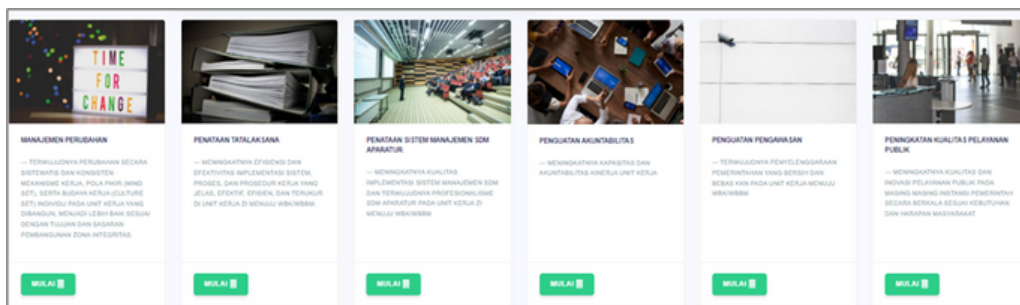 TIME
FOR
CHANGE
MANAJEMEN PERUBAHAN
— TERWUJUDNYA PERUBAHAN SECARA
SISTEMATIS DAN KONSISTEN
MEKANISME KERJA, POLA PIKIR (MIND
SET), SERTA BUDAYA KERJA (CULTURE
SET) INDIVIDU PADA UNIT KERJA YANG
DIBANGUN, MENJADI LEBIH BAIK SESUAI
DENGAN TUJUAN DAN SASARAN
PEMBANGUNAN ZONA INTEGRITAS.
MULAI
PENATAAN TATALAKSANA
— MENINGKATNYA EFISIENSI DAN
EFEKTIVITAS IMPLEMENTASI SISTEM,
PROSES, DAN PROSEDUR KERJA YANG
JELAS, EFEKTIF, EFISIEN, DAN TERUKUR
DI UNIT KERJA ZI MENUJU WBK/WBBM.
MULAI
PENATAAN SISTEM MANAJEMEN SDM
APARATUR
— MENINGKATNYA KUALITAS
IMPLEMENTASI SISTEM MANAJEMEN SDM
DAN TERWUJUDNYA PROFESIONALISME
SDM APARATUR PADA UNIT KERJA ZI
MENUJU WBK/WBBM
MULAI
PENGUATAN AKUNTABILITAS
— MENINGKATNYA KAPASITAS DAN
AKUNTABILITAS KINERJA UNIT KERJA
MULAI
PENGUATAN PENGAWASAN
— TERWUJUDNYA PENYELENGGARAAN
PEMERINTAHAN YANG BERSIH DAN
BEBAS KKN PADA UNIT KERJA MENUJU
WBK/WBBM
MULAI
PENINGKATAN KUALITAS PELAYANAN
PUBLIK
— MENINGKATNYA KUALITAS DAN
INOVASI PELAYANAN PUBLIK PADA
MASING MASING INSTANSI PEMERINTAH
SECARA BERKALA SESUAI KEBUTUHAN
DAN HARAPAN MASYARAKAT
MULAI